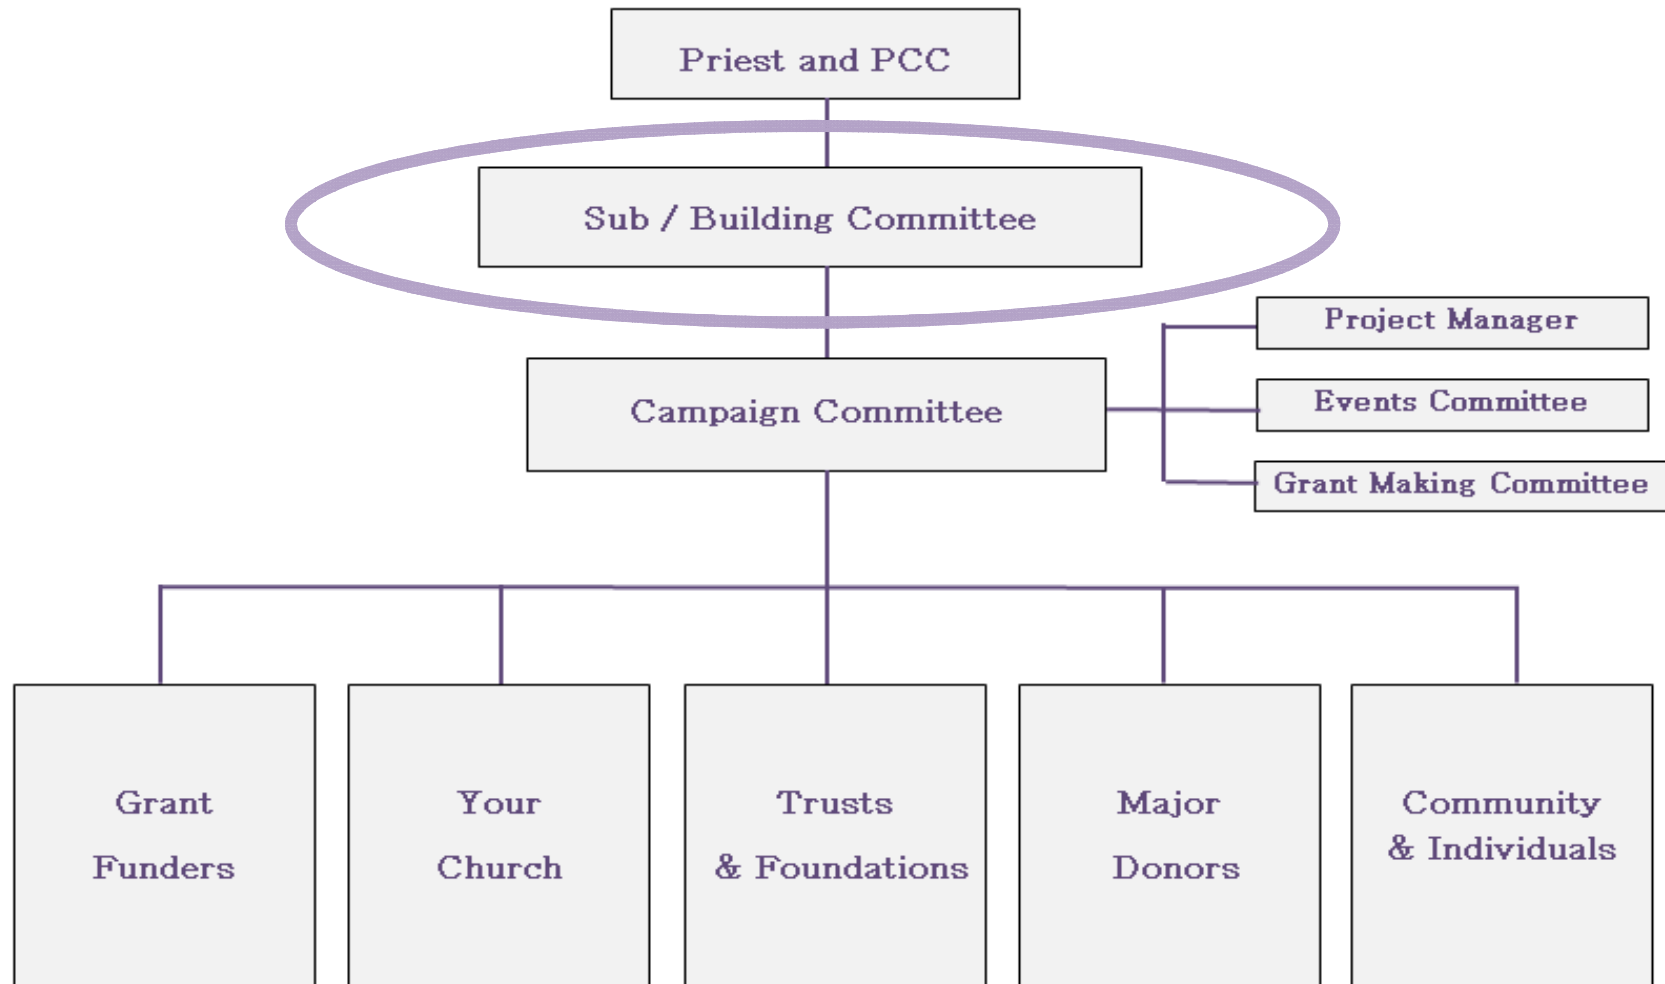 Priest and PCC
Sub / Building Committee
Project Manager
Events Committee
Campaign Committee
Grant Making Committee
Grant
Funders
Your
Church
Trusts
& Foundations
Major
Donors
Community
& Individuals